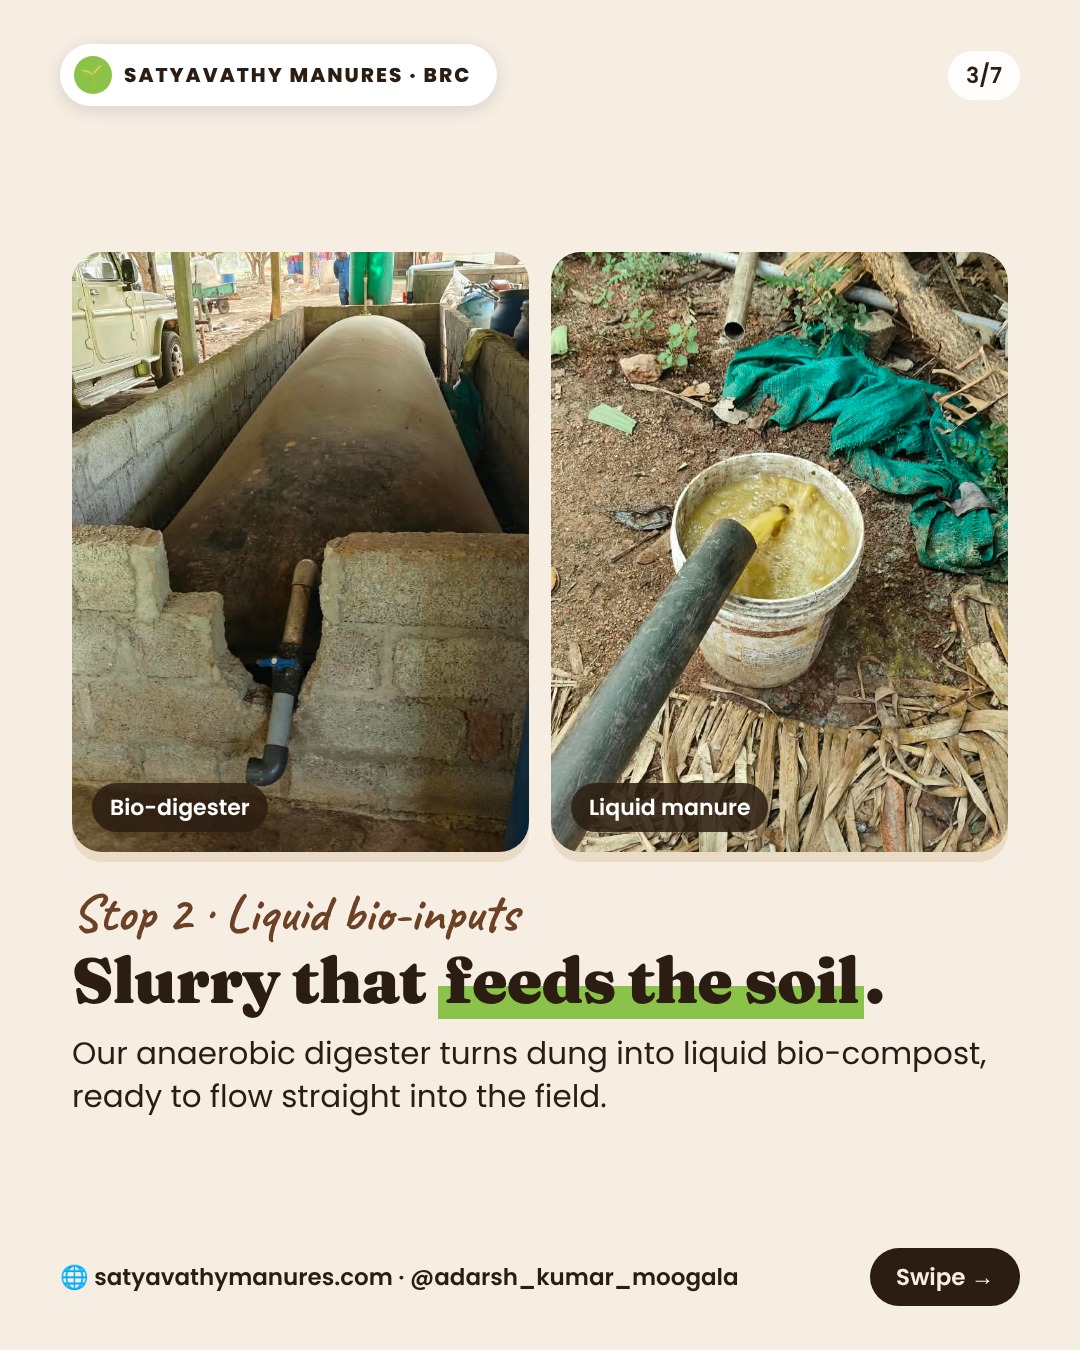 SATYAVATHY MANURES · BRC
3/7
Bio-digester
Liquid manure
Stop 2 · Liquid bio-inputs
Slurry that feeds the soil.
Our anaerobic digester turns dung into liquid bio-compost,
ready to flow straight into the field.
satyavathymanures.com · @adarsh_kumar_moogala
Swipe →